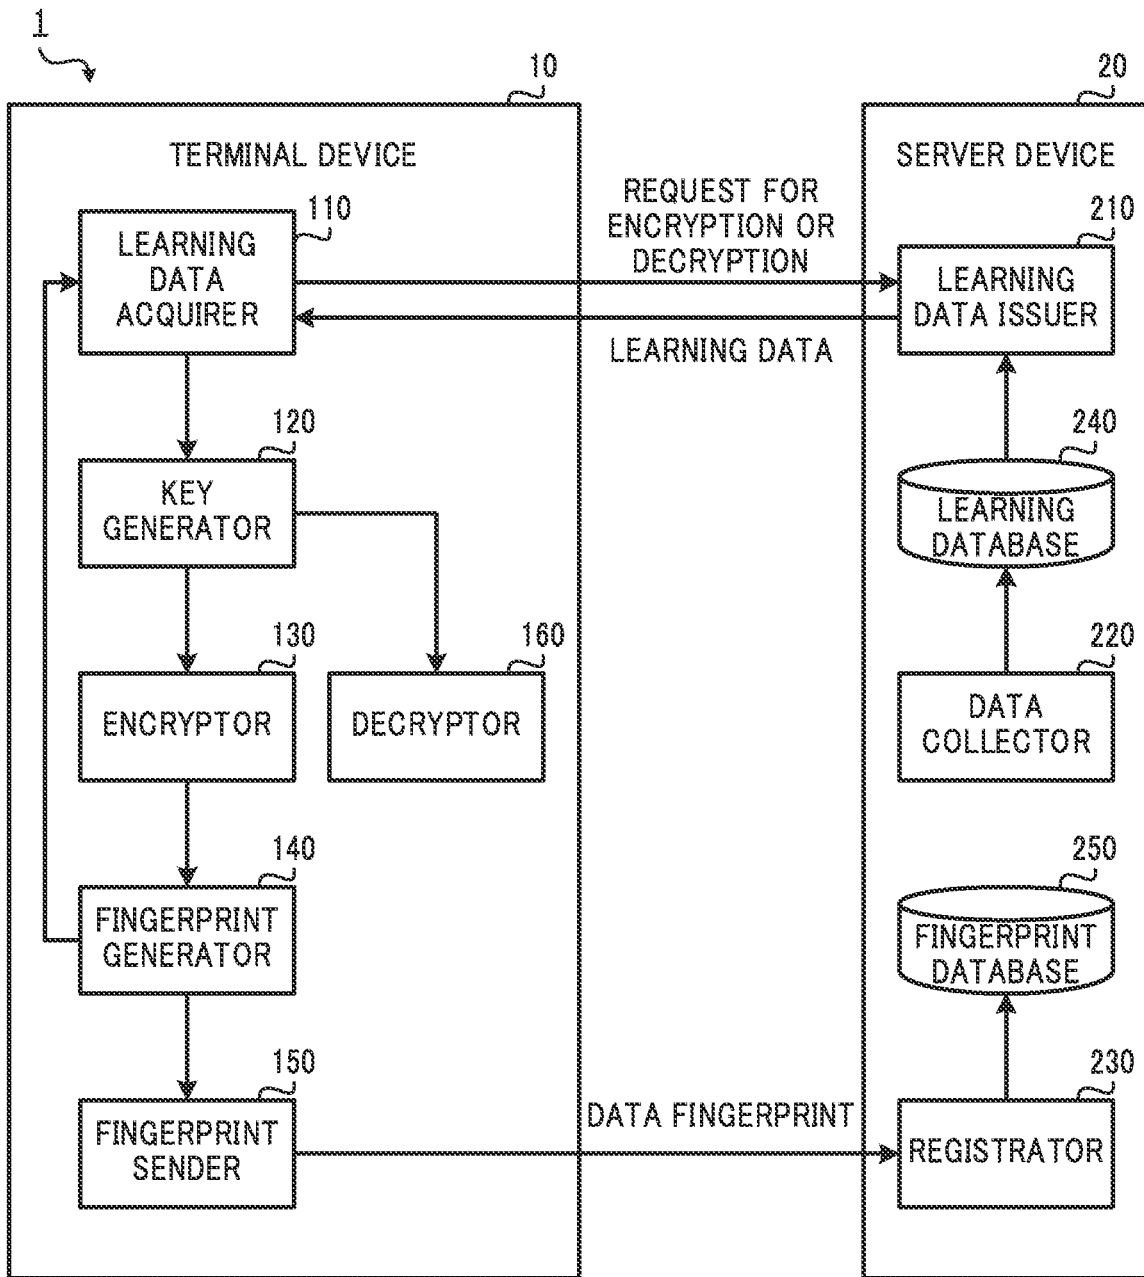 1
10
20
TERMINAL DEVICE
SERVER DEVICE
110
LEARNING
DATA
ACQUIRER
REQUEST FOR
ENCRYPTION OR
DECRYPTION
210
LEARNING
DATA ISSUER
LEARNING DATA
120
KEY
GENERATOR
240
LEARNING
DATABASE
130
ENCRYPTOR
160
DECRYPTOR
220
DATA
COLLECTOR
140
FINGERPRINT
GENERATOR
250
FINGERPRINT
DATABASE
150
FINGERPRINT
SENDER
DATA FINGERPRINT
230
REGISTRATOR